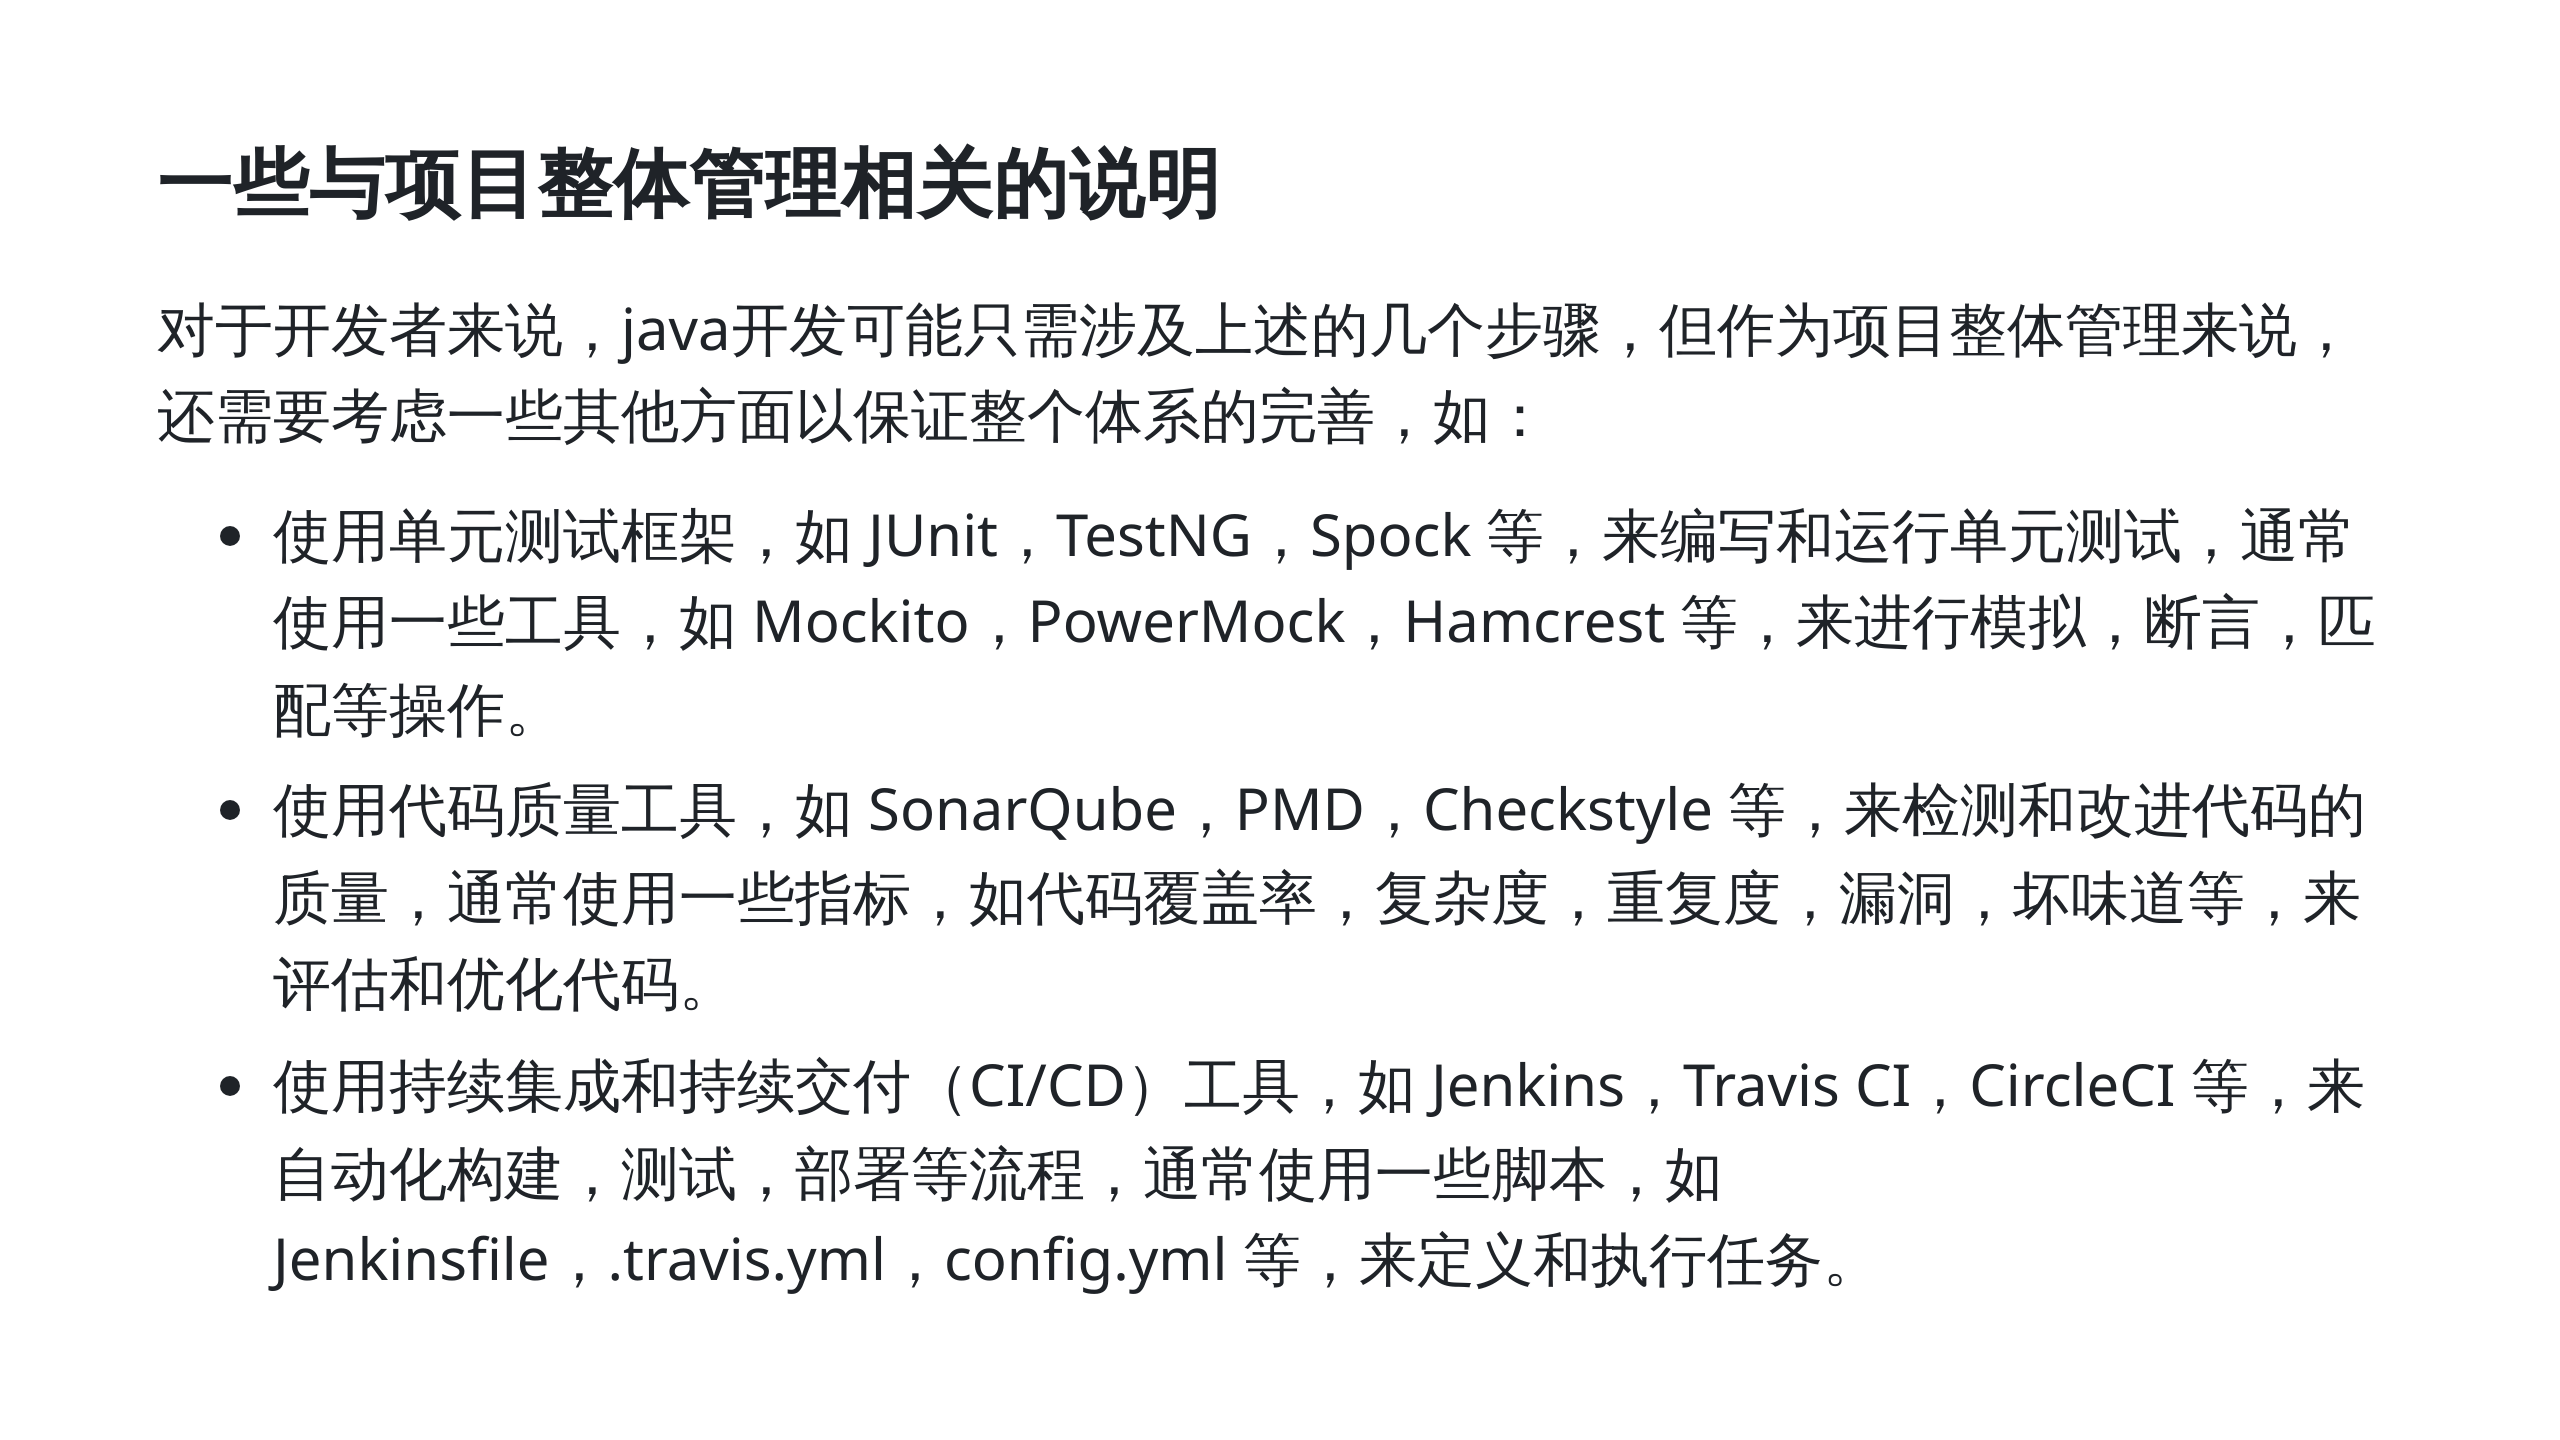 一些与项目整体管理相关的说明
对于开发者来说，java开发可能只需涉及上述的几个步骤，但作为项目整体管理来说，
还需要考虑一些其他方面以保证整个体系的完善，如：
• 使用单元测试框架，如 JUnit，TestNG，Spock 等，来编写和运行单元测试，通常
使用一些工具，如 Mockito，PowerMock，Hamcrest 等，来进行模拟，断言，匹
配等操作。
• 使用代码质量工具，如 SonarQube，PMD，Checkstyle 等，来检测和改进代码的
质量，通常使用一些指标，如代码覆盖率，复杂度，重复度，漏洞，坏味道等，来
评估和优化代码。
• 使用持续集成和持续交付（CI/CD）工具，如 Jenkins，Travis CI，CircleCI 等，来
自动化构建，测试，部署等流程，通常使用一些脚本，如
Jenkinsfile，.travis.yml，config.yml 等，来定义和执行任务。